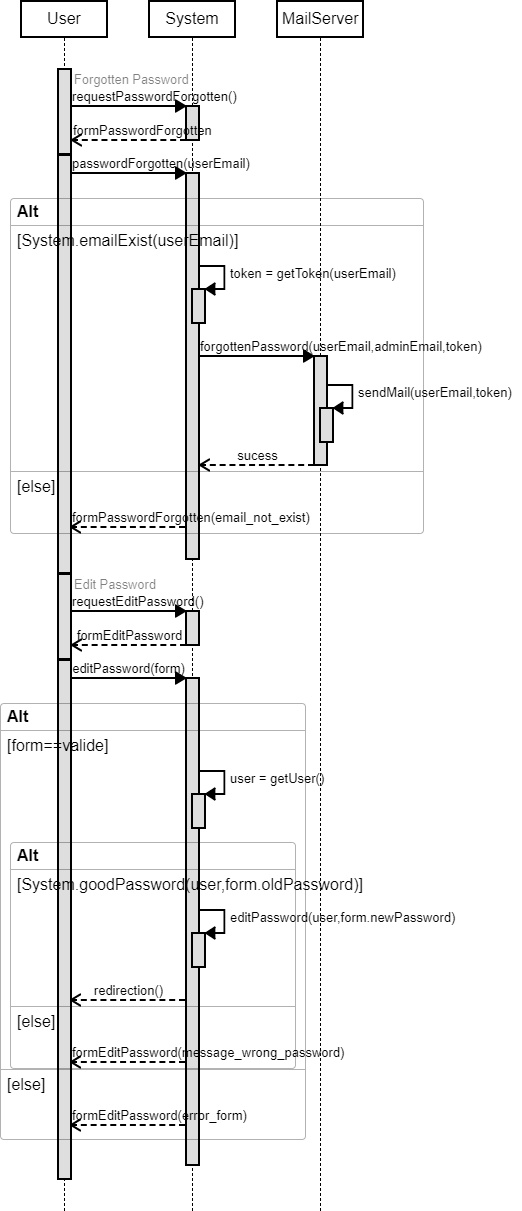 User
System
MailServer
Forgotten Password
requestPasswordForgotten()
formPasswordForgotten
passwordForgotten(userEmail)
Alt
[System.emailExist(userEmail)]
token = getToken(userEmail)
forgottenPassword(userEmail,adminEmail,token)
sendMail(userEmail,token)
sucess
[else]
formPasswordForgotten(email_not_exist)
Edit Password
requestEditPassword()
formEditPassword
editPassword(form)
Alt
[form==valide]
user = getUser()
Alt
[System.goodPassword(user,form.oldPassword)]
editPassword(user,form.newPassword)
redirection()
[else]
formEditPassword(message_wrong_password)
[else]
formEditPassword(error_form)